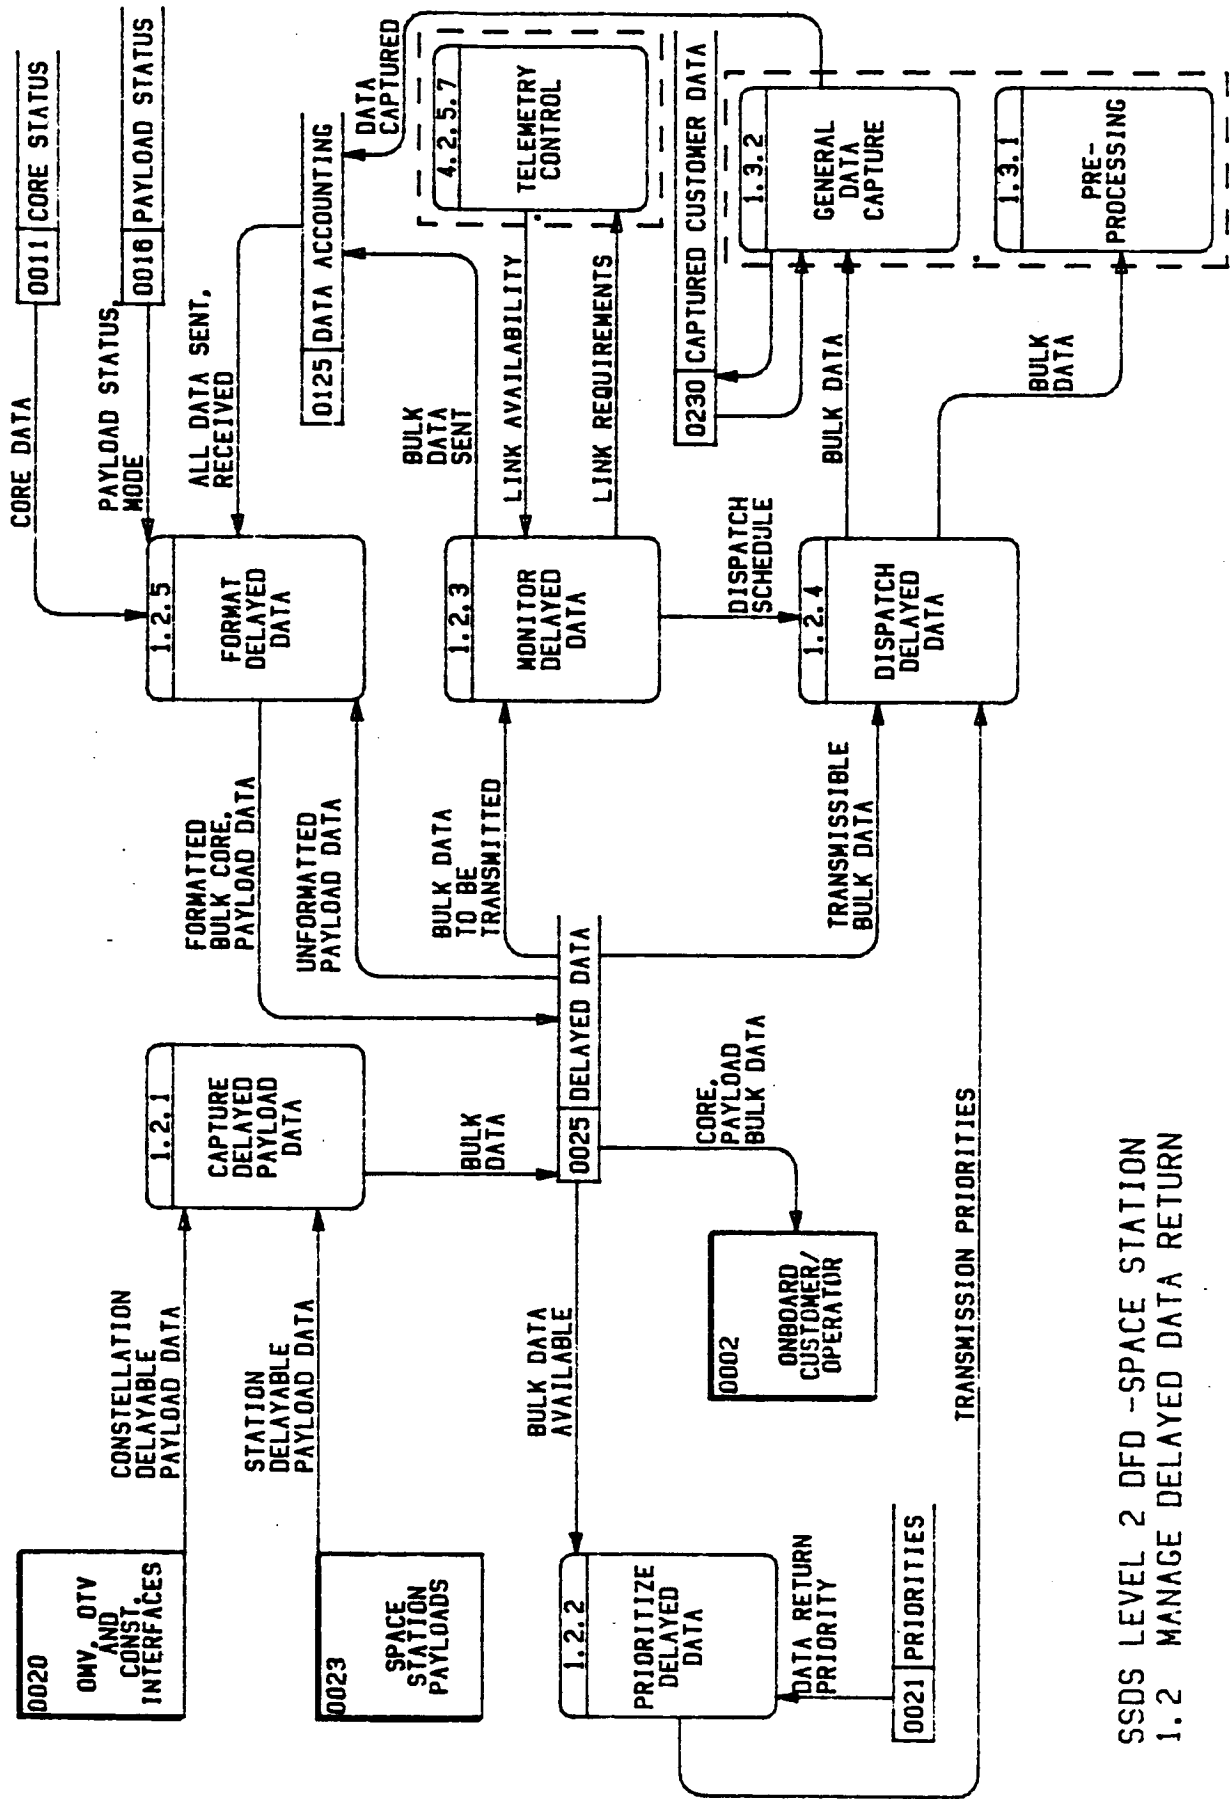 0020
OMV, OTV
AND
CONST.
INTERFACES
CONSTELLATION
DELAYABLE
PAYLOAD DATA
0023
SPACE
STATION
PAYLOADS
STATION
DELAYABLE
PAYLOAD DATA
1.2.1
CAPTURE
DELAYED
PAYLOAD
DATA
BULK
DATA
FORMATTED
BULK CORE,
PAYLOAD DATA
UNFORMATTED
PAYLOAD DATA
1.2.5
FORMAT
DELAYED
DATA
CORE DATA
0011 CORE STATUS
PAYLOAD STATUS,
MODE
0016 PAYLOAD STATUS
ALL DATA SENT,
RECEIVED
0125 DATA ACCOUNTING
DATA
CAPTURED
BULK
DATA
SENT
1.2.2
PRIORITIZE
DELAYED
DATA
BULK DATA
AVAILABLE
0025 DELAYED DATA
BULK DATA
TO BE
TRANSMITTED
1.2.3
MONITOR
DELAYED
DATA
LINK AVAILABILITY
LINK REQUIREMENTS
4.2.5.7
TELEMETRY
CONTROL
DATA RETURN
PRIORITY
0021 PRIORITIES
0002
ONBOARD
CUSTOMER/
OPERATOR
CORE,
PAYLOAD
BULK DATA
DISPATCH
SCHEDULE
0230 CAPTURED CUSTOMER DATA
TRANSMISSIBLE
BULK DATA
1.2.4
DISPATCH
DELAYED
DATA
BULK DATA
1.3.2
GENERAL
DATA
CAPTURE
TRANSMISSION PRIORITIES
BULK
DATA
1.3.1
PRE-
PROCESSING
SSDS LEVEL 2 DFD -SPACE STATION
1.2 MANAGE DELAYED DATA RETURN